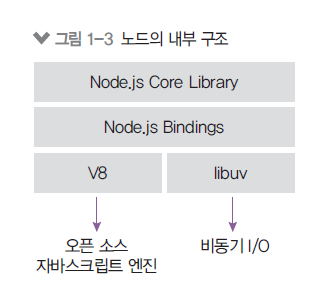 그림 1-3 노드의 내부 구조
Node.js Core Library
Node.js Bindings
V8
libuv
오픈 소스
자바스크립트 엔진
비동기 I/O